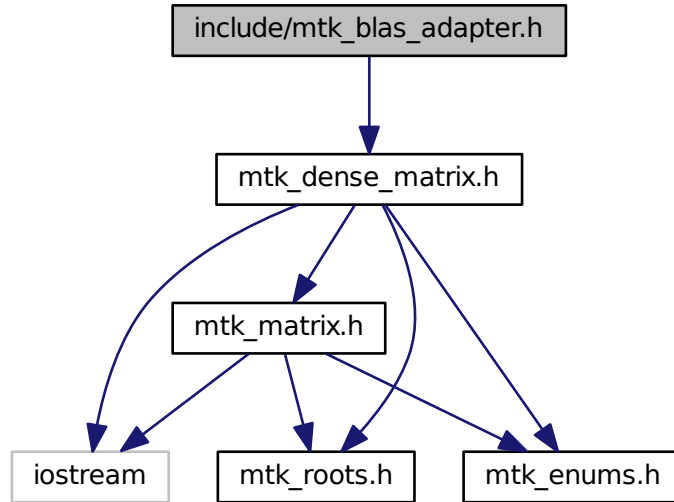 include/mtk_blas_adapter.h
mtk_dense_matrix.h
mtk_matrix.h
iostream
mtk_roots.h
mtk_enums.h